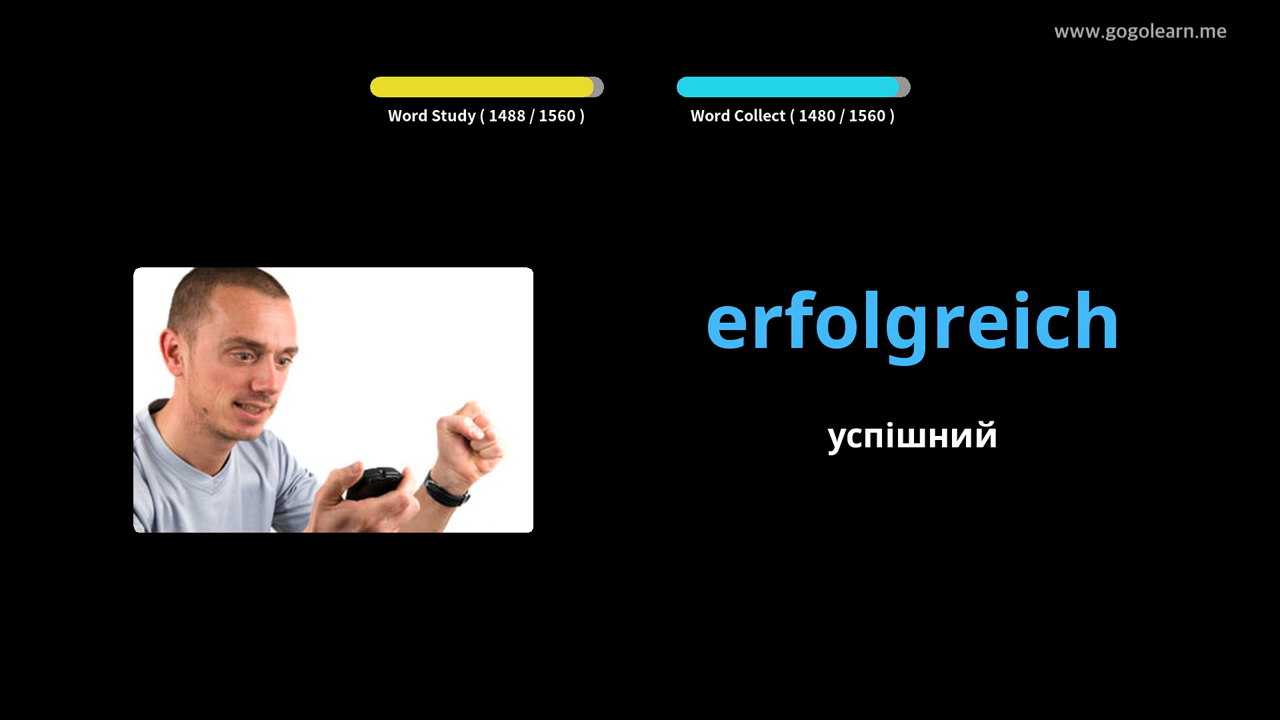 www.gogolearn.me
Word Study ( 1488 / 1560 )
Word Collect ( 1480 / 1560 )
erfolgreich
успішний